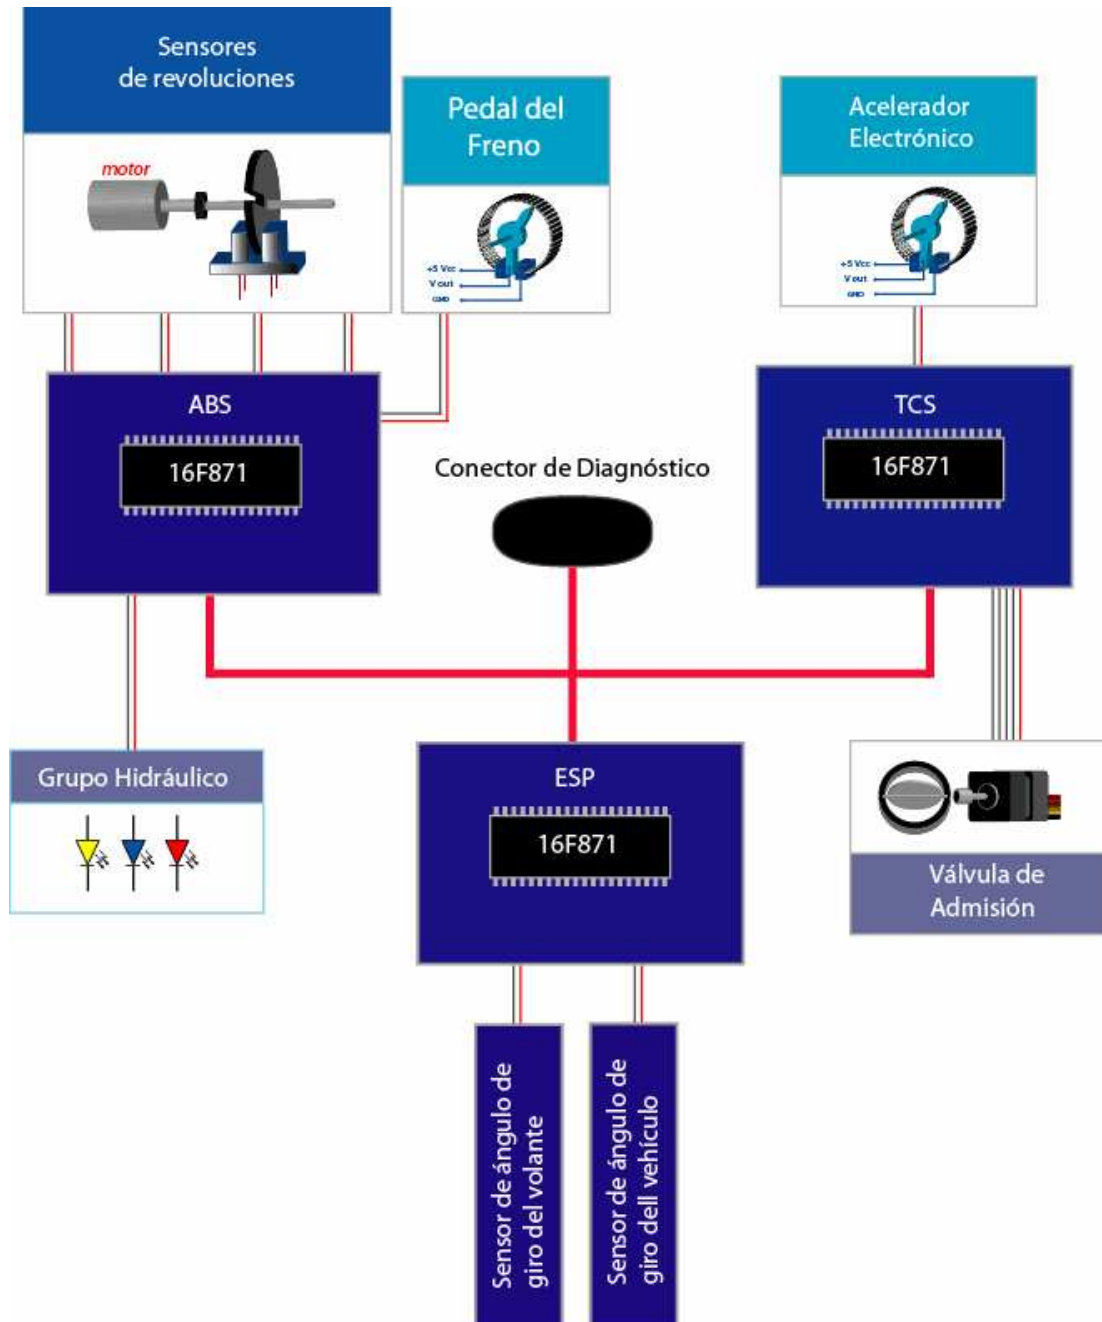 Sensores
de revoluciones
motor
Pedal del
Freno
+5 Vcc
V out
GND
Acelerador
Electrónico
+5 Vcc
V out
GND
ABS
16F871
TCS
16F871
Conector de Diagnóstico
Grupo Hidráulico
ESP
16F871
Válvula de
Admisión
Sensor de ángulo de
giro del volante
Sensor de ángulo de
giro dell vehículo